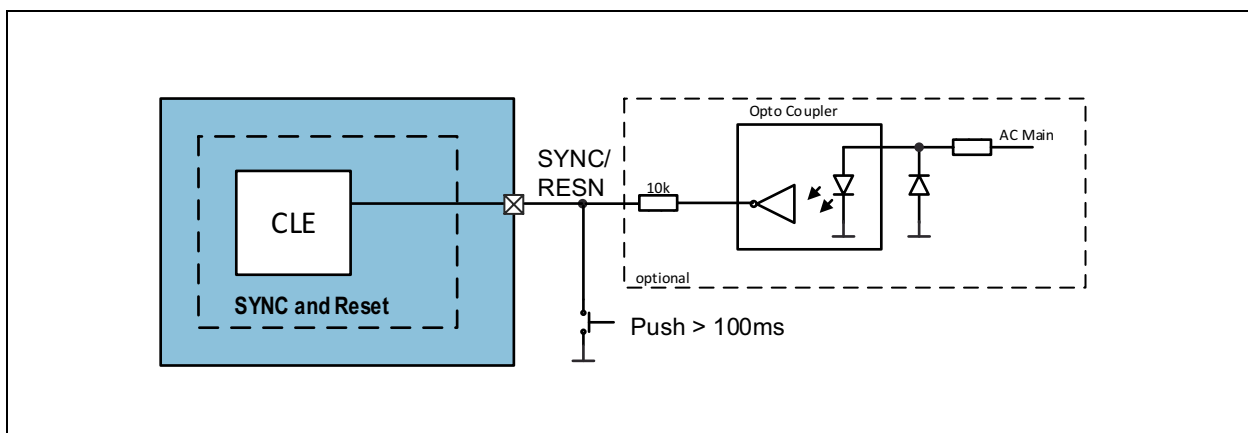 Opto Coupler
AC Main
SYNC/
RESN
10k
CLE
optional
SYNC and Reset
Push > 100ms